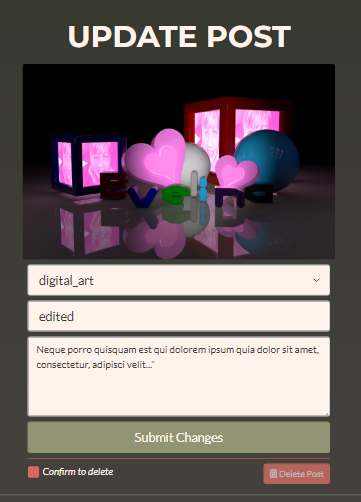 UPDATE POST
Evelina
digital_art
edited
Neque porro quisquam est qui dolorem ipsum quia dolor sit amet,
consectetur, adipisci velit..."
Submit Changes
Confirm to delete
Delete Post